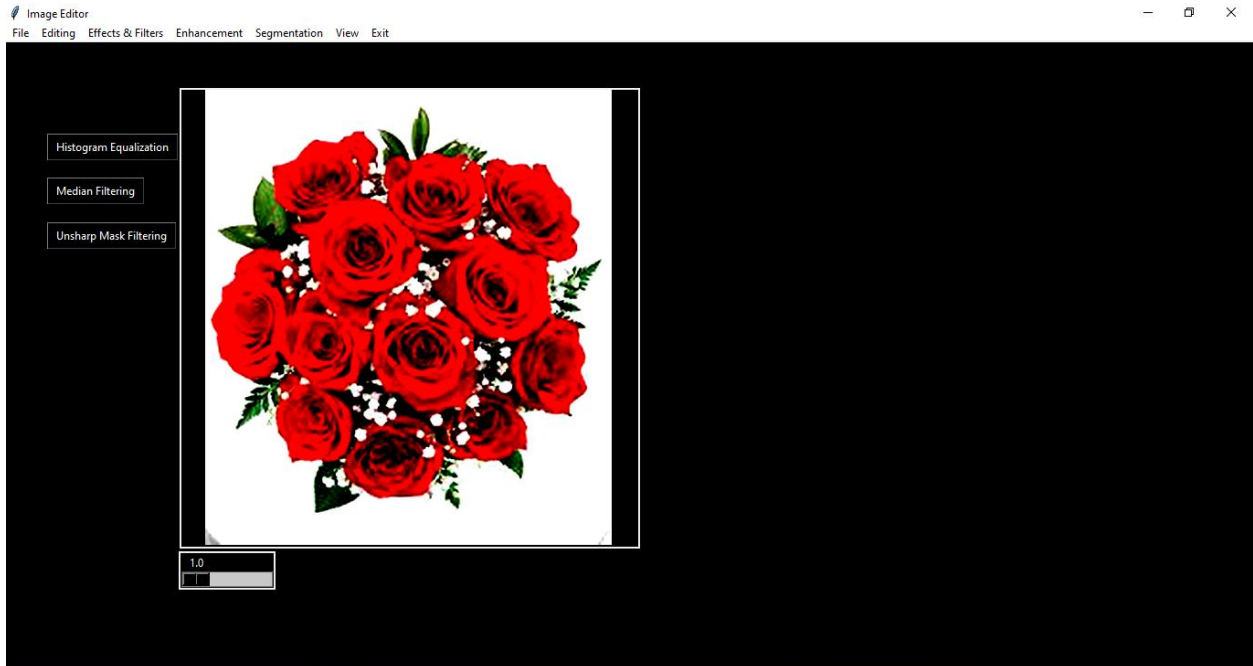 Image Editor
File Editing Effects & Filters Enhancement Segmentation View Exit
Histogram Equalization
Median Filtering
Unsharp Mask Filtering
1.0